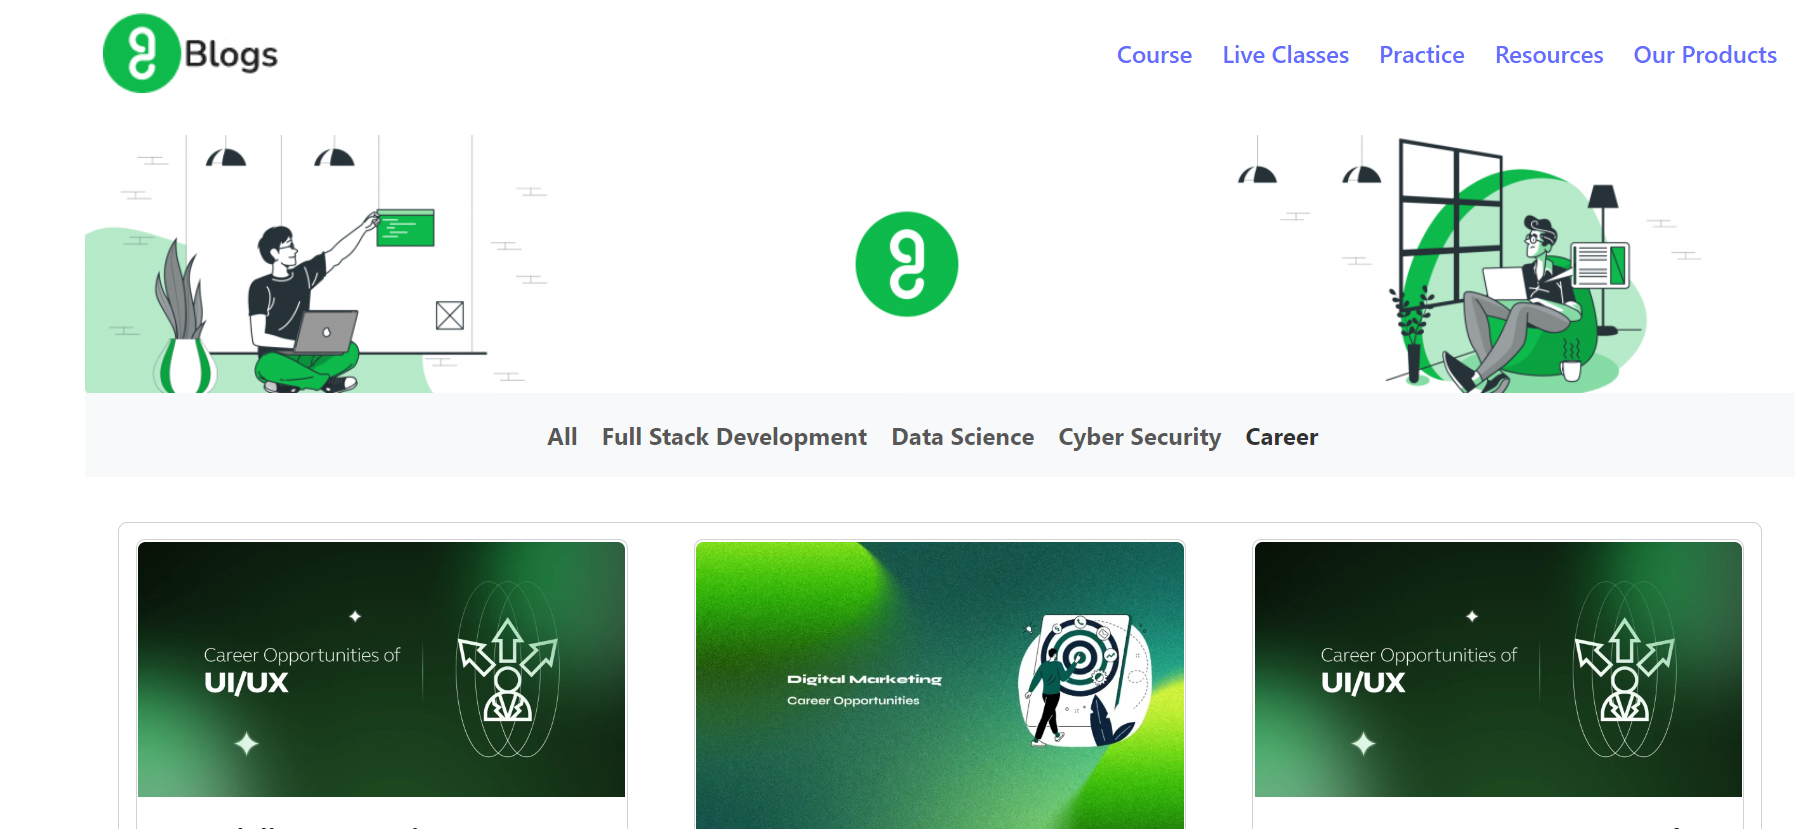 Blogs
Course Live Classes Practice Resources Our Products
All Full Stack Development Data Science Cyber Security Career
Career Opportunities of
UI/UX
Digital Marketing
Career Opportunities
Career Opportunities of
UI/UX